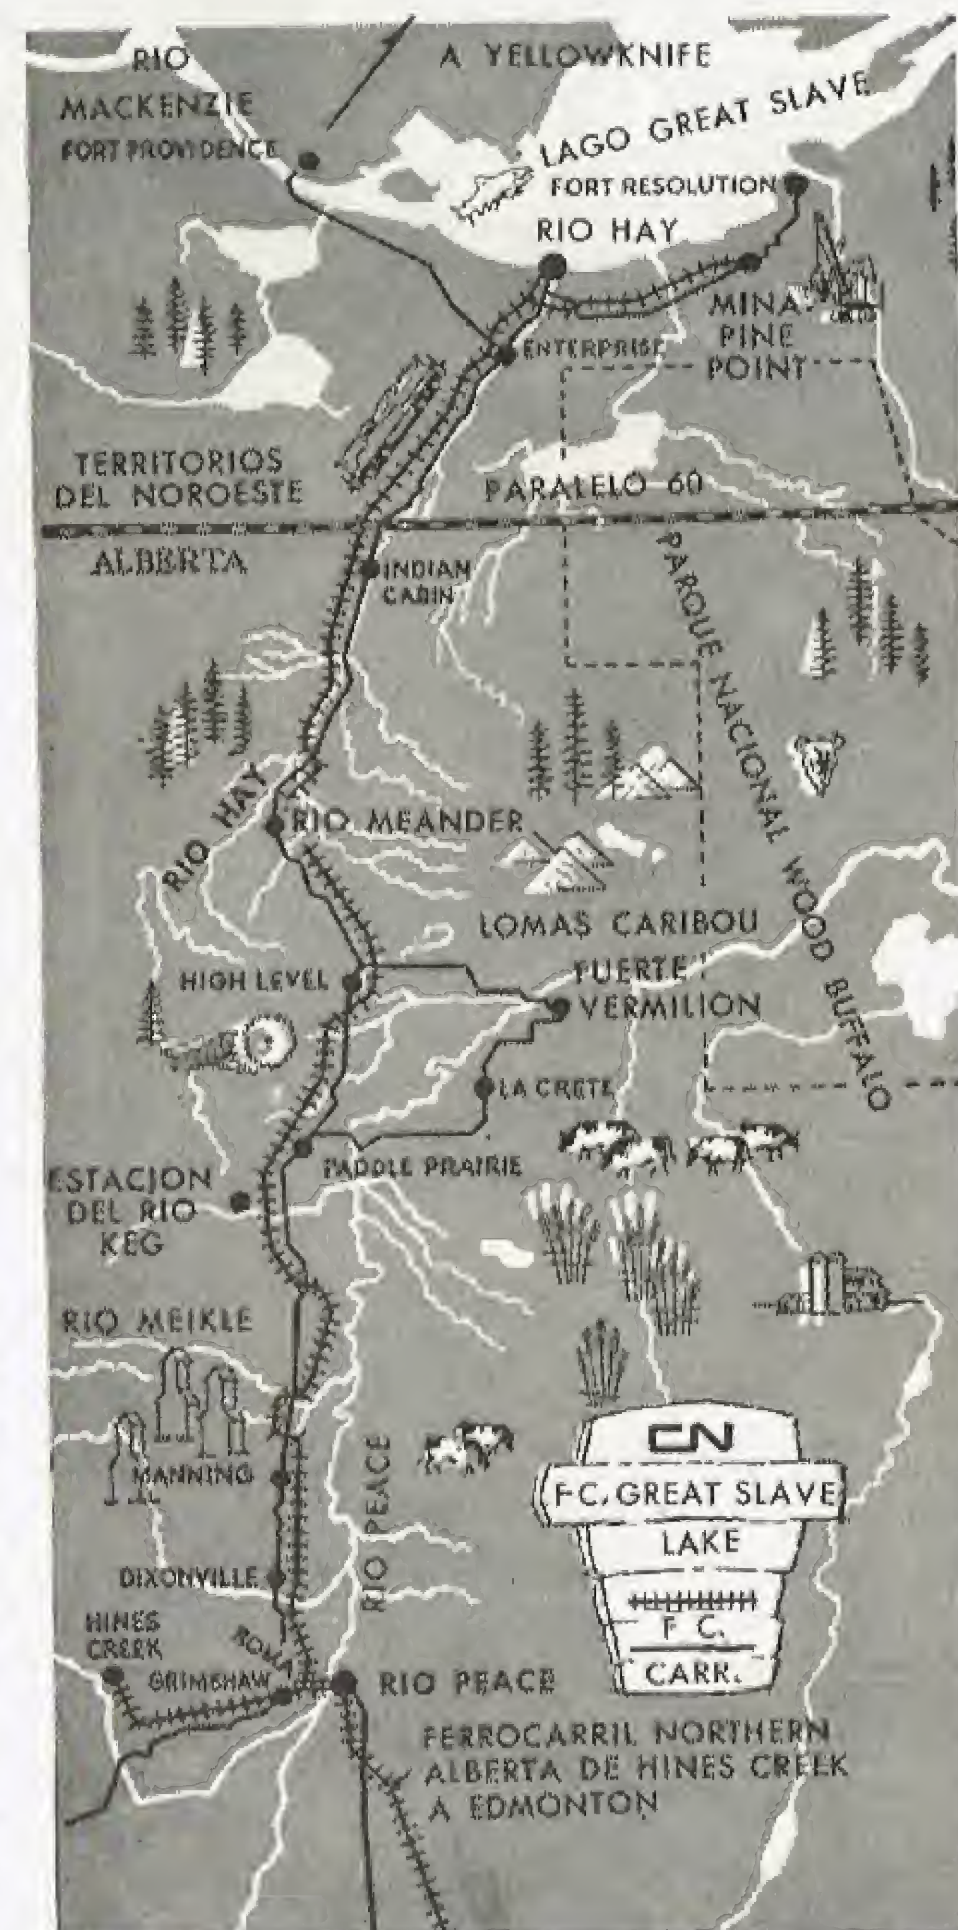 RIO
MACKENZIE
FORT PROVIDENCE
A YELLOWKNIFE
LAGO GREAT SLAVE
FORT RESOLUTION
RIO HAY
MINA
PINE
POINT
ENTERPRISE
TERRITORIOS
DEL NOROESTE
PARALELO 60
ALBERTA
INDIAN
CABIN
PARQUE NACIONAL WOOD BUFFALO
RIO HAY
RIO MEANDER
LOMAS CARIBOU
HIGH LEVEL
FUERTE
VERMILION
LA CRETE
PADDLE PRAIRIE
ESTACION
DEL RIO
KEG
RIO MEIKLE
MANNING
RIO PEACE
DIXONVILLE
HINES
CREEK
ROMA
GRIMSHAW
RIO PEACE
CN
F.C. GREAT SLAVE
LAKE
F C.
CARR.
FERROCARRIL NORTHERN
ALBERTA DE HINES CREEK
A EDMONTON